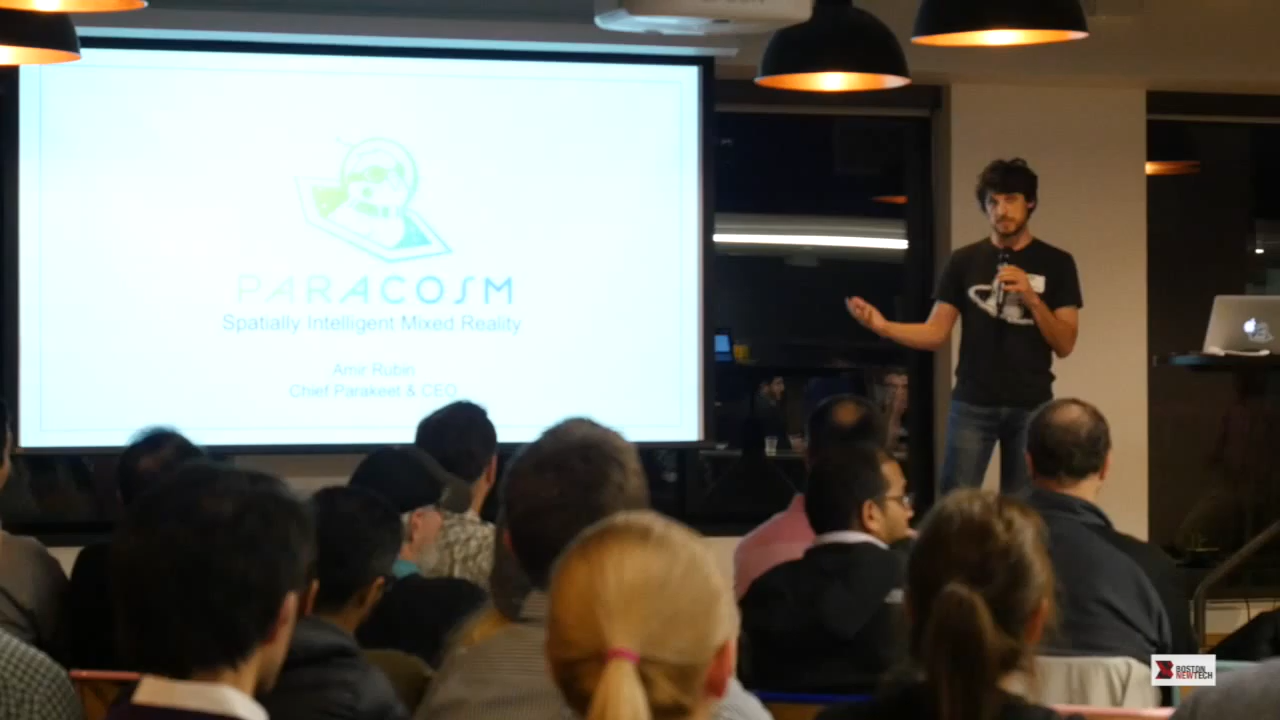 PARACOSM
Spatially Intelligent Mixed Reality
Amir Rubin
Chief Parakeet & CEO
BOSTON
NEWTECH